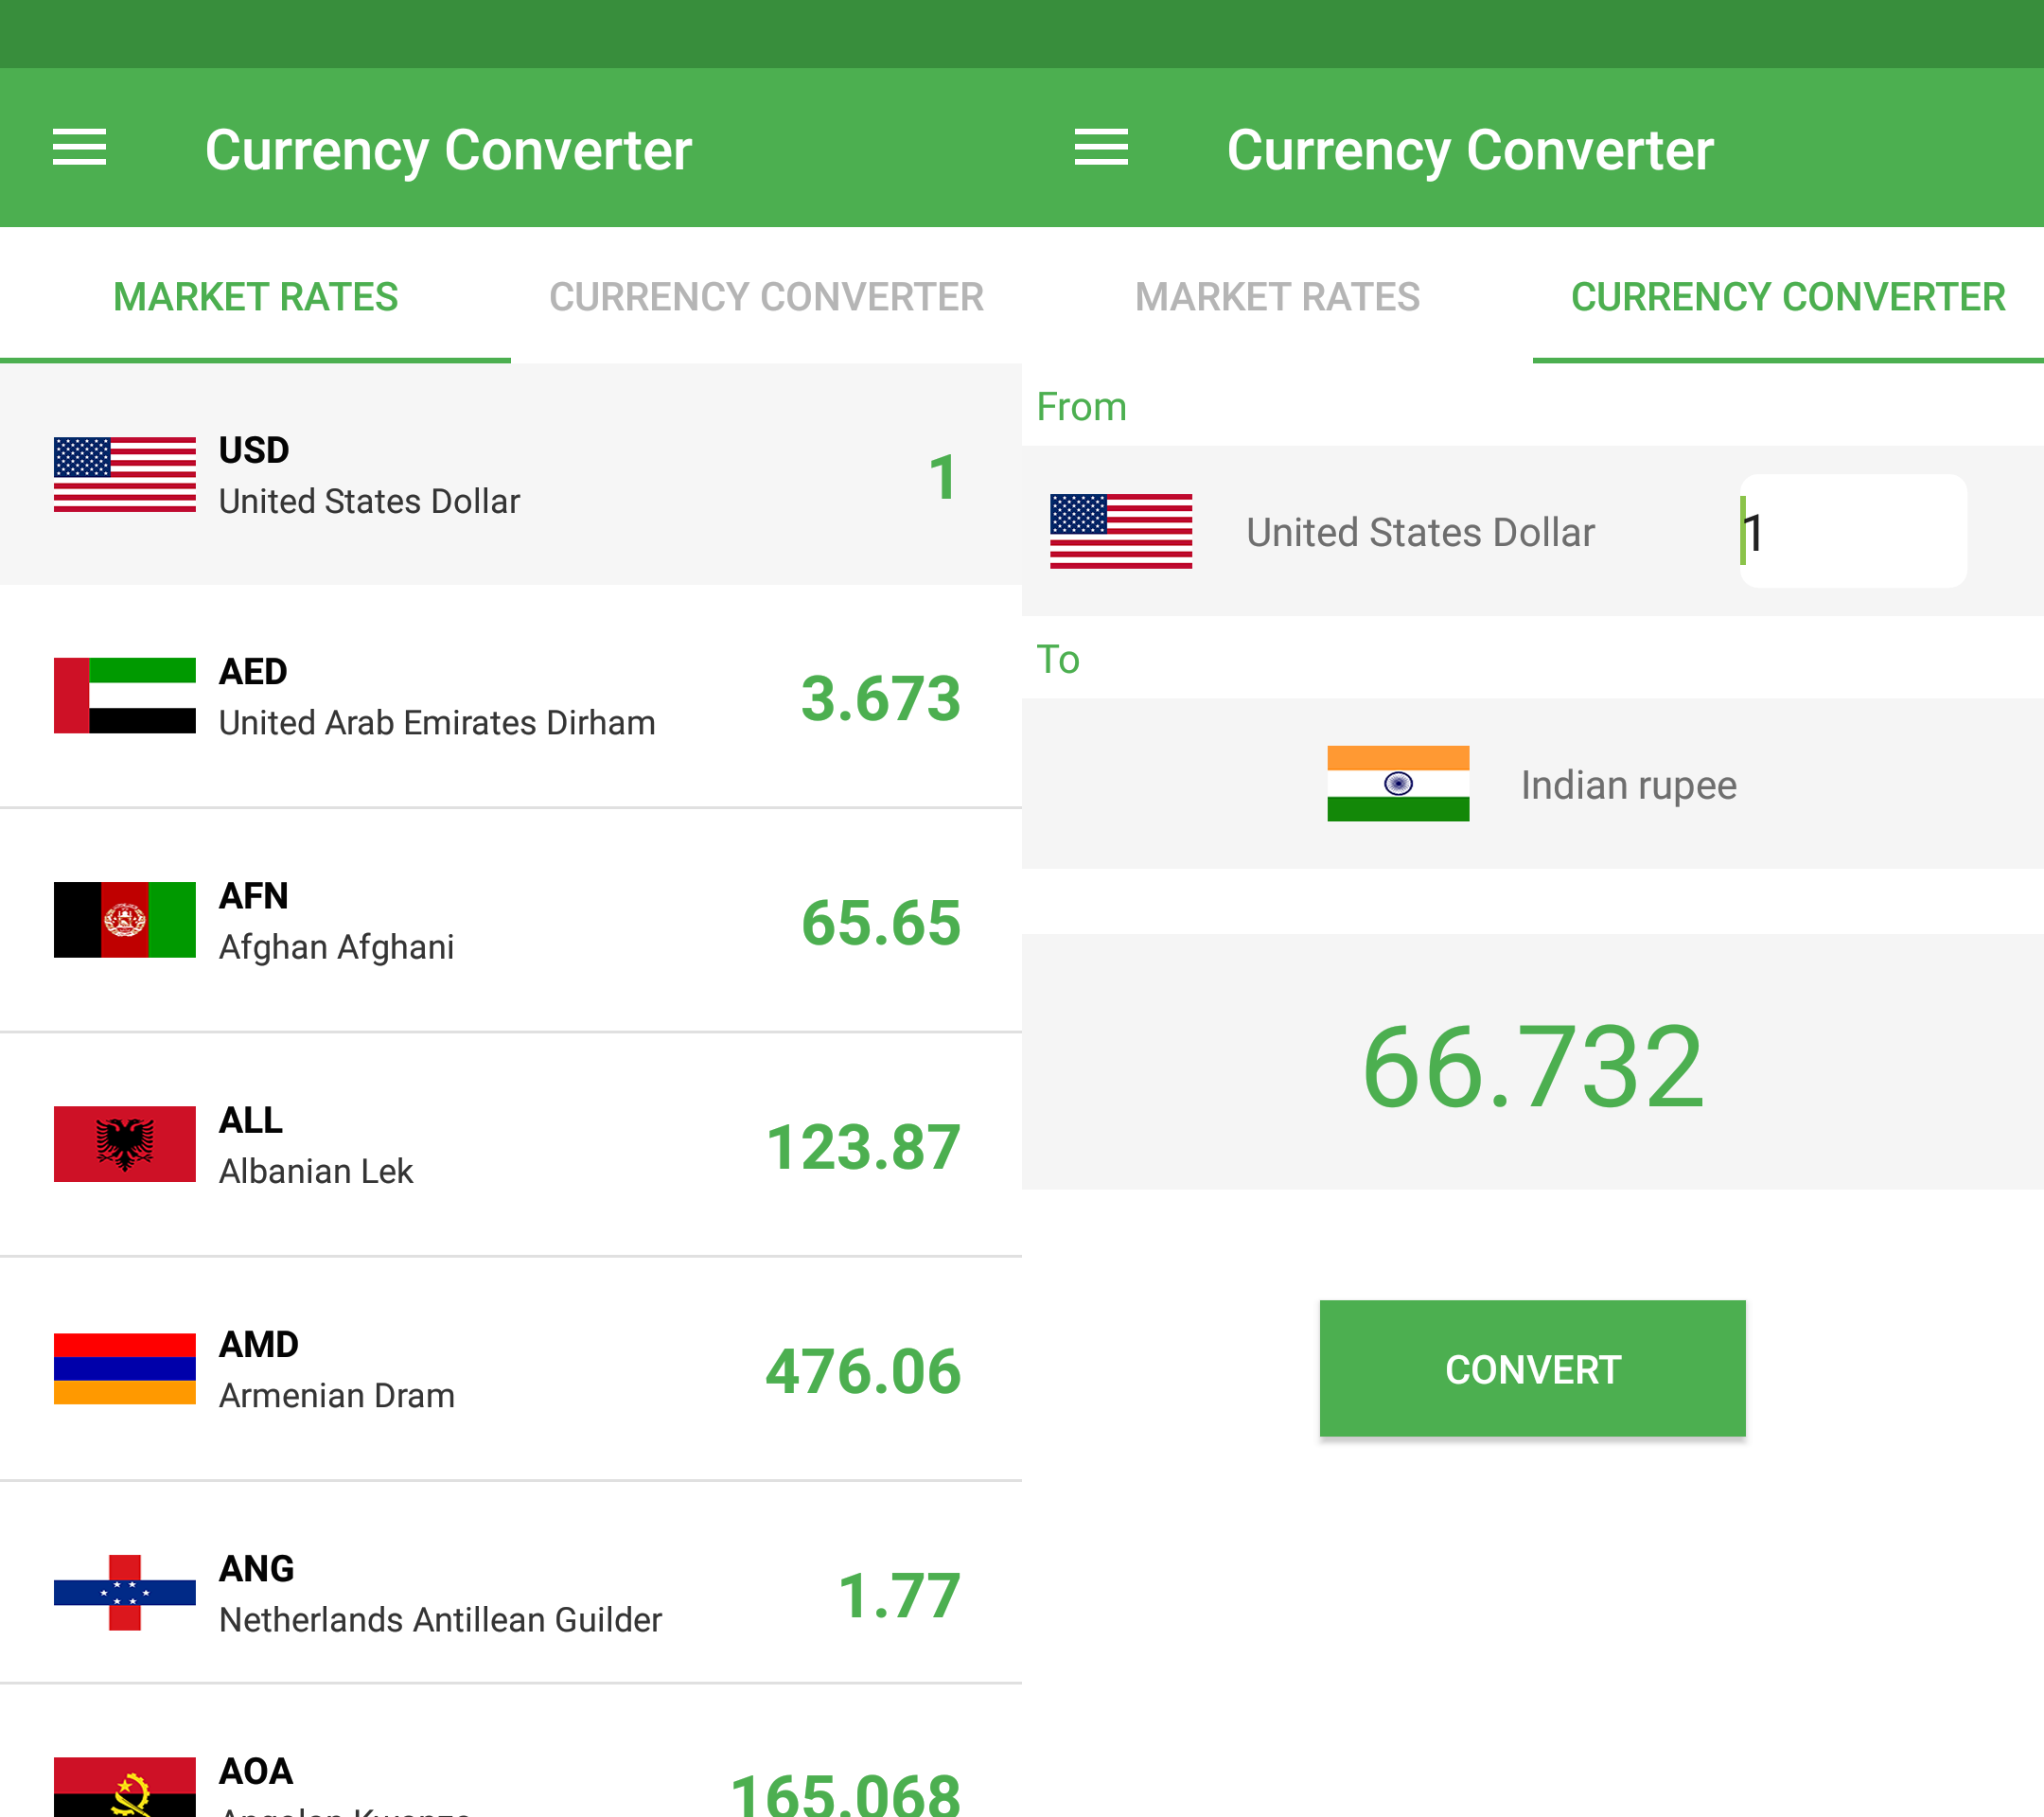 Currency Converter
MARKET RATES
CURRENCY CONVERTER
USD
United States Dollar
1
AED
United Arab Emirates Dirham
3.673
AFN
Afghan Afghani
65.65
ALL
Albanian Lek
123.87
AMD
Armenian Dram
476.06
ANG
Netherlands Antillean Guilder
1.77
AOA
Angolan Kwanza
165.068
Currency Converter
MARKET RATES
CURRENCY CONVERTER
From
United States Dollar
1
To
Indian rupee
66.732
CONVERT